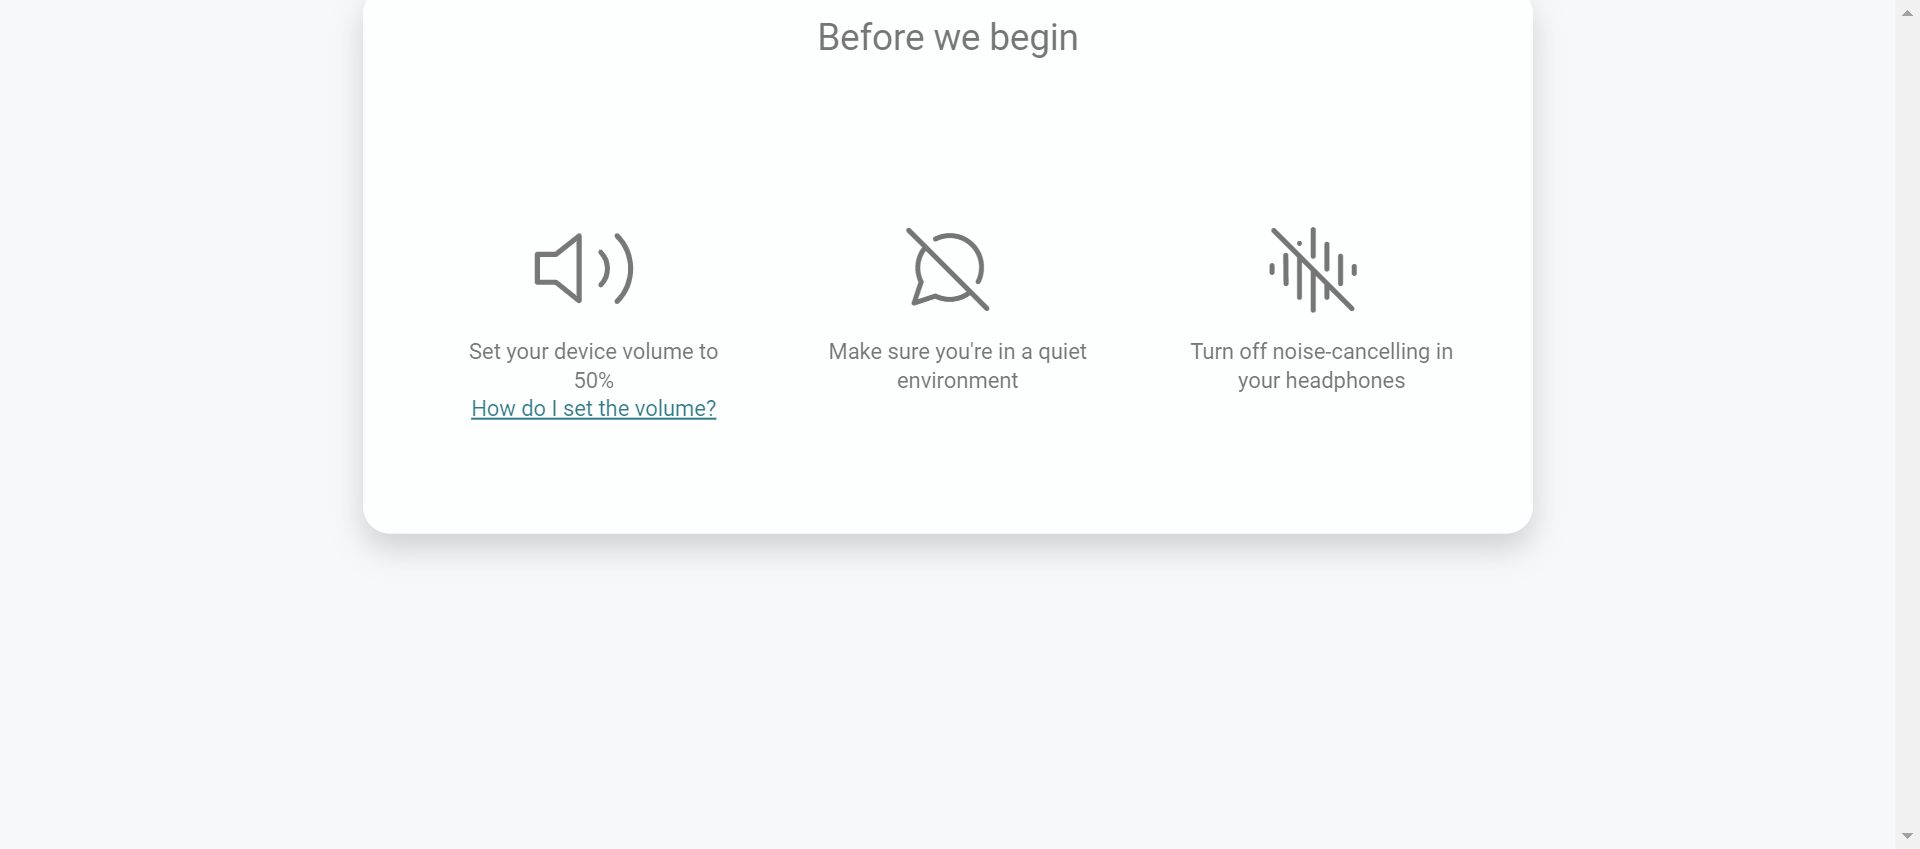 Before we begin
Set your device volume to
50%
How do I set the volume?
Make sure you're in a quiet
environment
Turn off noise-cancelling in
your headphones